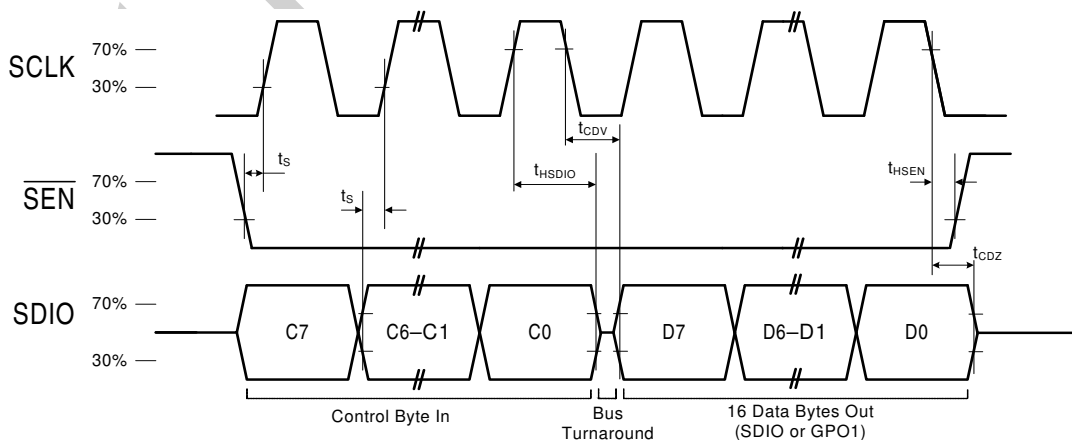 SCLK
70%
30%
tCDV
tS
tHSDIO
tHSEN
SEN
70%
30%
tS
tCDZ
SDIO
70%
30%
C7
C6–C1
C0
D7
D6–D1
D0
Control Byte In
Bus
Turnaround
16 Data Bytes Out
(SDIO or GPO1)